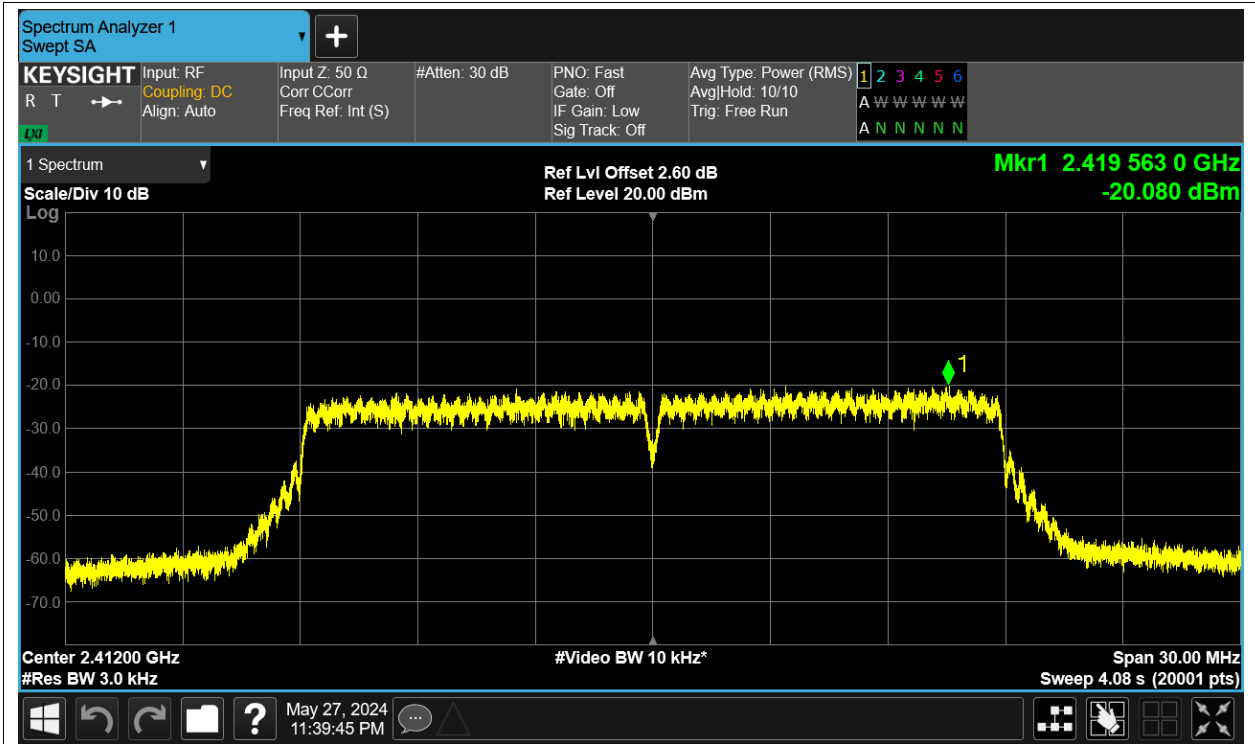 Spectrum Analyzer 1
Swept SA
KEYSIGHT
R T
LXI
Input: RF
Coupling: DC
Align: Auto
Input Z: 50 Ω
Corr CCorr
Freq Ref: Int (S)
#Atten: 30 dB
PNO: Fast
Gate: Off
IF Gain: Low
Sig Track: Off
Avg Type: Power (RMS)
Avg|Hold: 10/10
Trig: Free Run
1 2 3 4 5 6
A W W W W W
A N N N N N
1 Spectrum
Scale/Div 10 dB
Log
Ref Lvl Offset 2.60 dB
Ref Level 20.00 dBm
Mkr1 2.419 563 0 GHz
-20.080 dBm
10.0
0.00
-10.0
-20.0
-30.0
-40.0
-50.0
-60.0
-70.0
1
Center 2.41200 GHz
#Res BW 3.0 kHz
#Video BW 10 kHz*
Span 30.00 MHz
Sweep 4.08 s (20001 pts)
?
May 27, 2024
11:39:45 PM